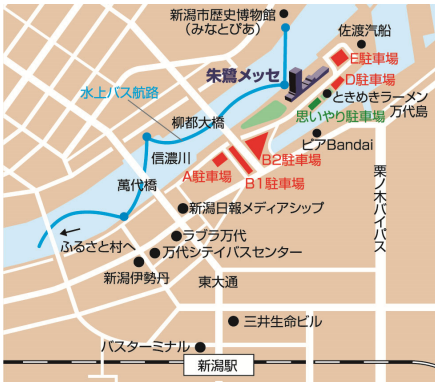 新潟市歴史博物館
(みなとぴあ)
佐渡汽船
E駐車場
朱鷺メッセ
D駐車場
水上バス航路
ときめきラーメン
万代島
思いやり駐車場
柳都大橋
ピアBandai
信濃川
B2駐車場
A駐車場
B1駐車場
萬代橋
栗ノ木バイパス
新潟日報メディアシップ
ふるさと村へ
ラブラ万代
万代シテイバスセンター
新潟伊勢丹
東大通
三井生命ビル
バスターミナル
新潟駅